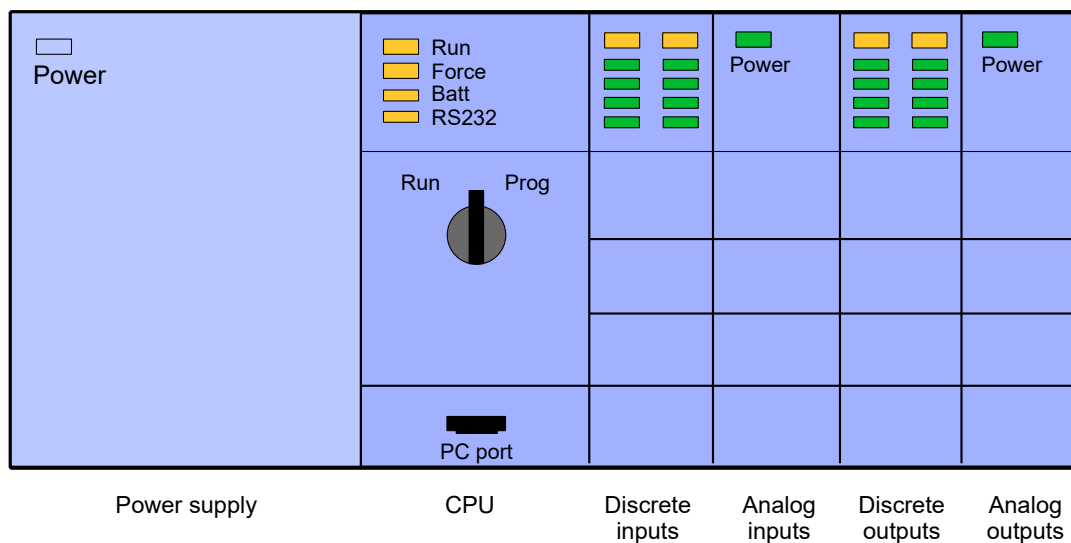 Power
Run
Force
Batt
RS232
Power
Power
Run Prog
PC port
Power supply
CPU
Discrete
inputs
Analog
inputs
Discrete
outputs
Analog
outputs